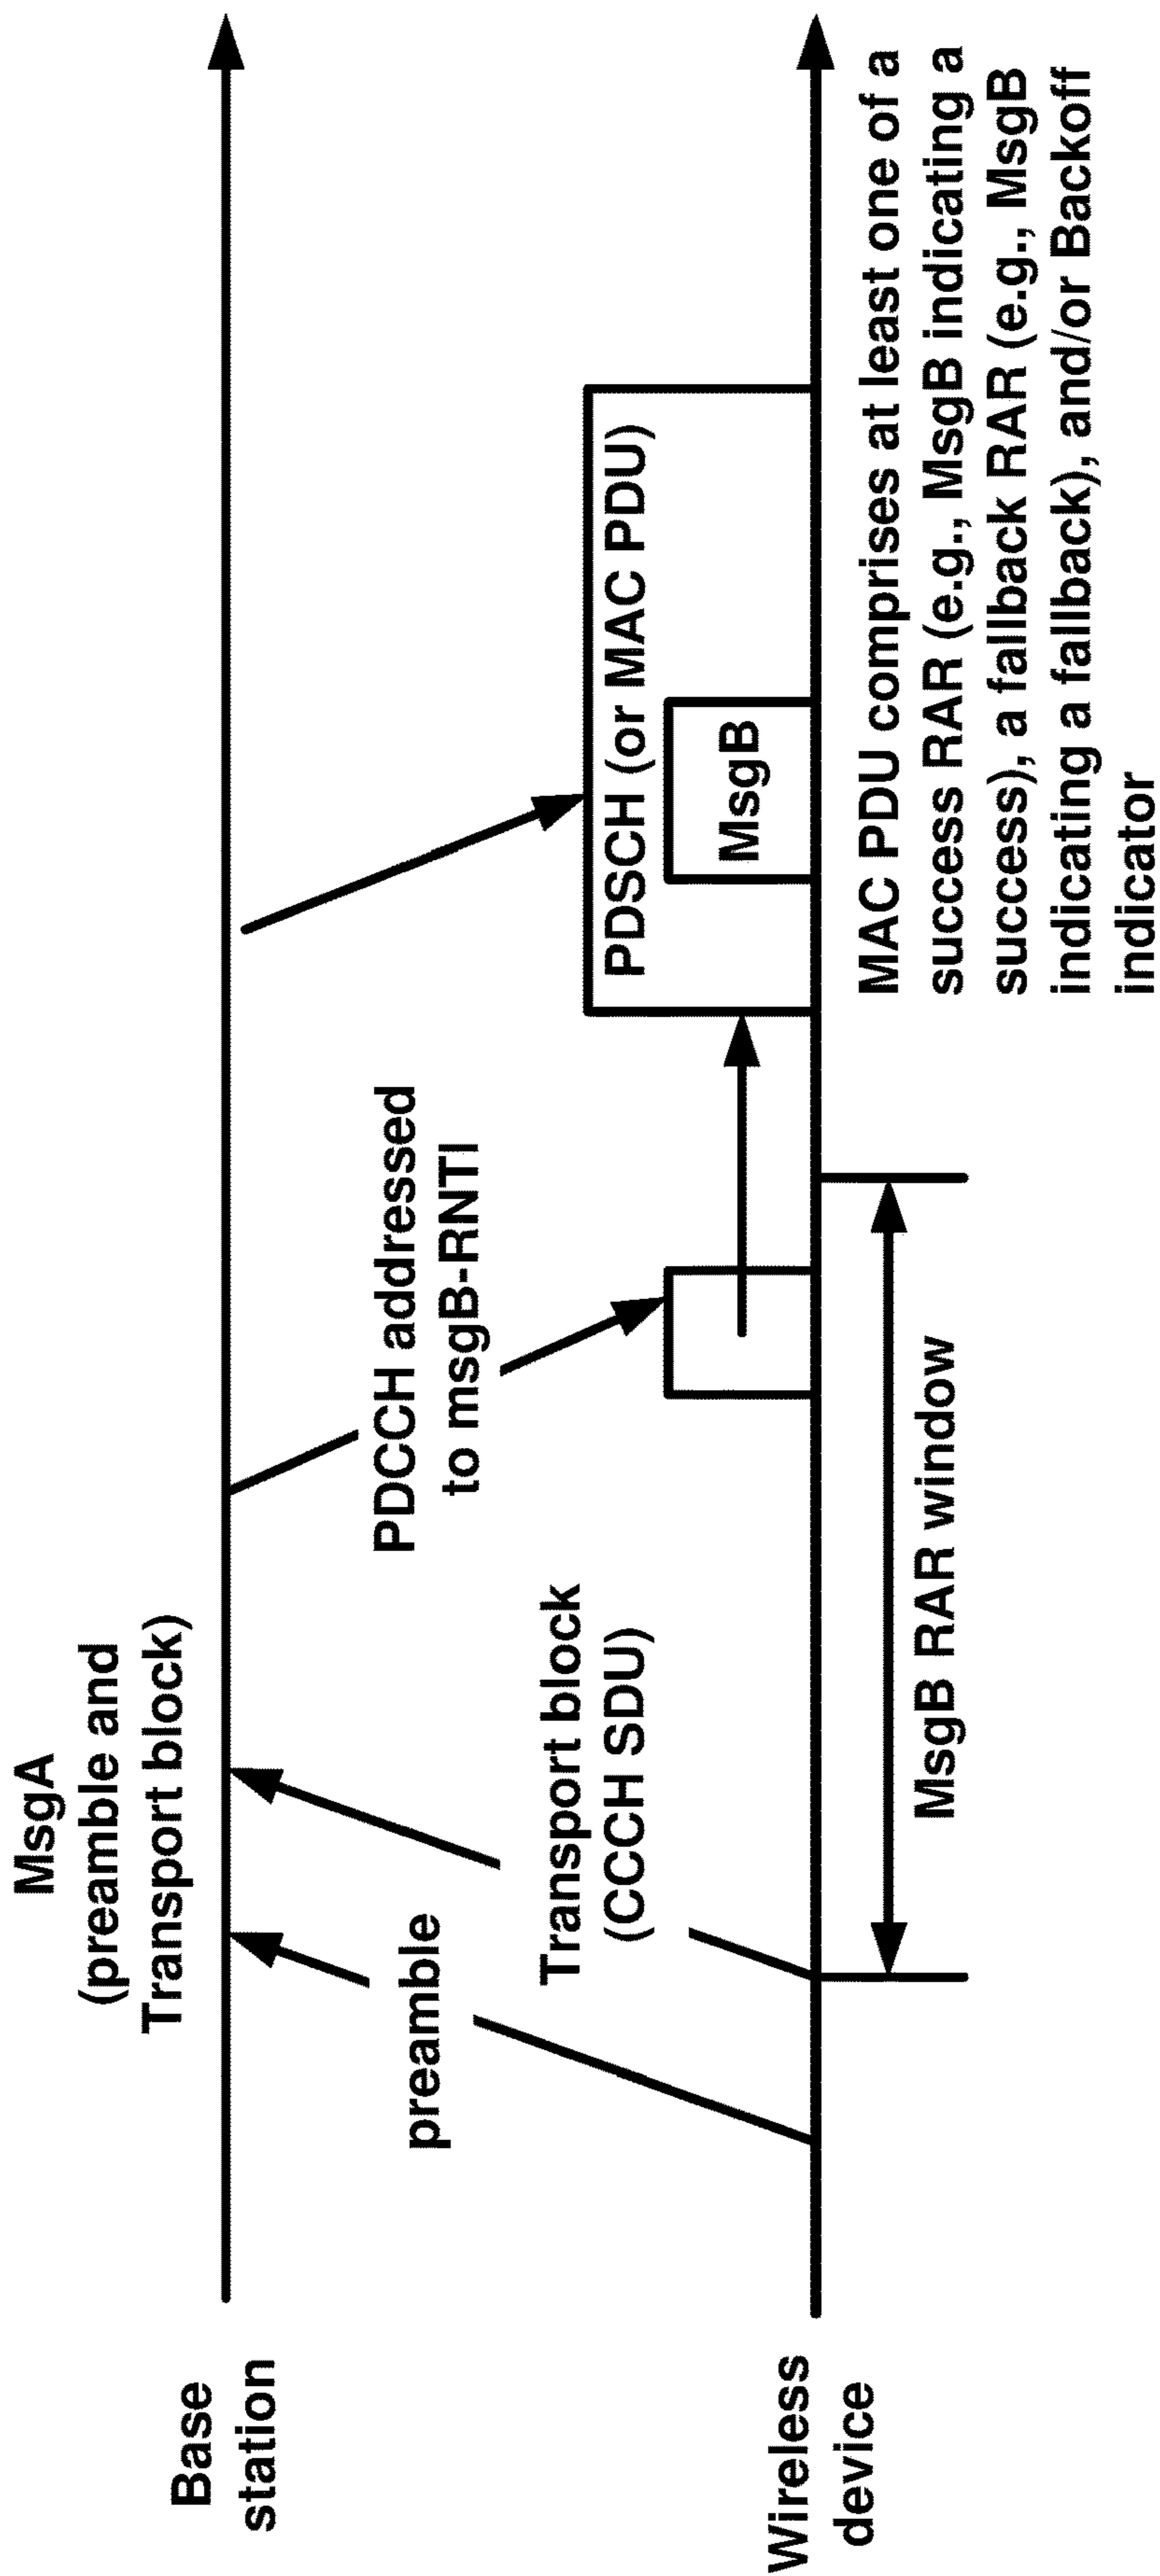 MsgA
(preamble and
Transport block)
Base
station
PDCCH addressed
to msgB-RNTI
preamble
Transport block
(CCCH SDU)
PDSCH (or MAC PDU)
MsgB
Wireless
device
MsgB RAR window
MAC PDU comprises at least one of a
success RAR (e.g., MsgB indicating a
success), a fallback RAR (e.g., MsgB
indicating a fallback), and/or Backoff
indicator